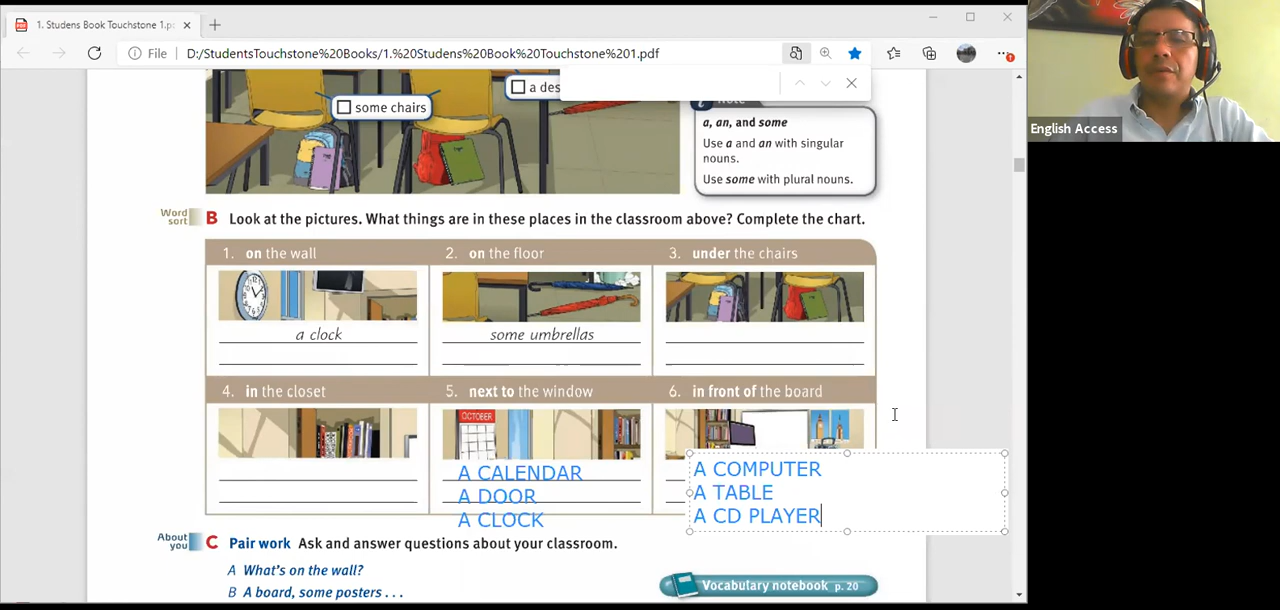 1. Studens Book Touchstone 1.p
File
D:/StudentsTouchstone%20Books/1.%20Studens%20Book%20Touchstone%201.pdf
some chairs
a des
Note
a, an, and some
Use a and an with singular
nouns.
Use some with plural nouns.
Word
sort
B Look at the pictures. What things are in these places in the classroom above? Complete the chart.
1. on the wall
2. on the floor
3. under the chairs
a clock
some umbrellas
4. in the closet
5. next to the window
6. in front of the board
OCTOBER
A CALENDAR
A DOOR
A CLOCK
A COMPUTER
A TABLE
A CD PLAYER
About
you
C Pair work Ask and answer questions about your classroom.
A What's on the wall?
B A board, some posters . . .
Vocabulary notebook p. 20
English Access